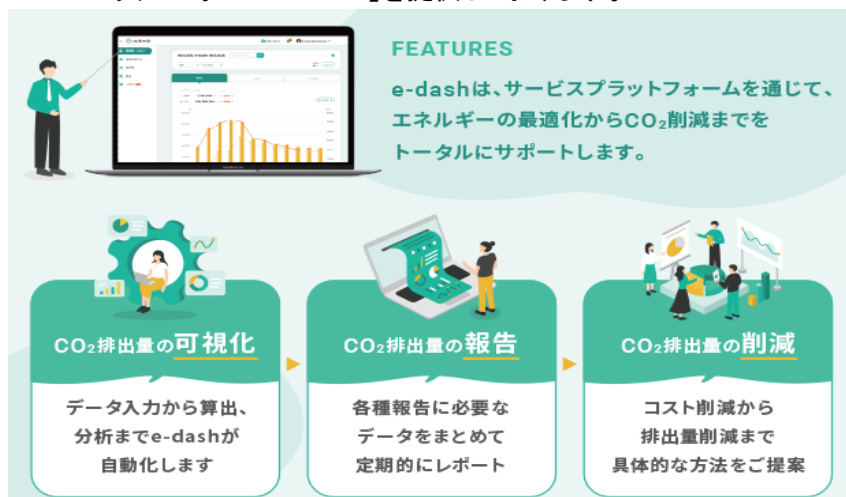 FEATURES
e-dashは、サービスプラットフォームを通じて、
エネルギーの最適化からCO₂削減までを
トータルにサポートします。
CO₂排出量の可視化
データ入力から算出、
分析までe-dashが
自動化します
CO₂排出量の報告
各種報告に必要な
データをまとめて
定期的にレポート
CO₂排出量の削減
コスト削減から
排出量削減まで
具体的な方法をご提案